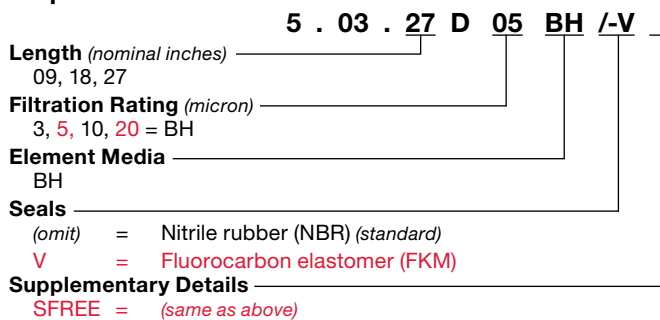 5 . 03 . 27 D 05 BH /-V _
Length (nominal inches)
09, 18, 27
Filtration Rating (micron)
3, 5, 10, 20 = BH
Element Media
BH
Seals
(omit) = Nitrile rubber (NBR) (standard)
V = Fluorocarbon elastomer (FKM)
Supplementary Details
SFREE = (same as above)